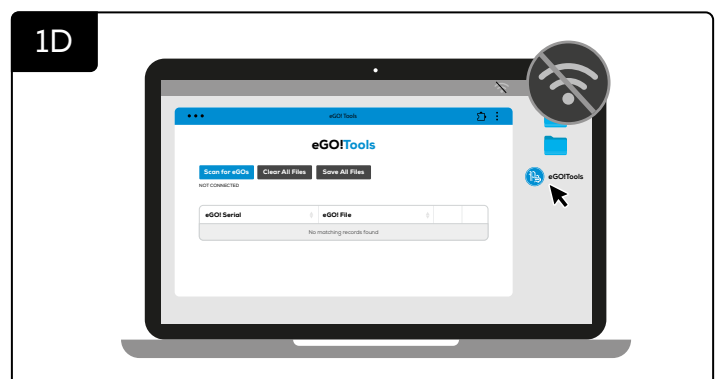 1D
eGO! Tools
eGO!Tools
Scan for eGOs Clear All Files Save All Files
NOT CONNECTED
eGO! Serial eGO! File
No matching records found
eGO!Tools